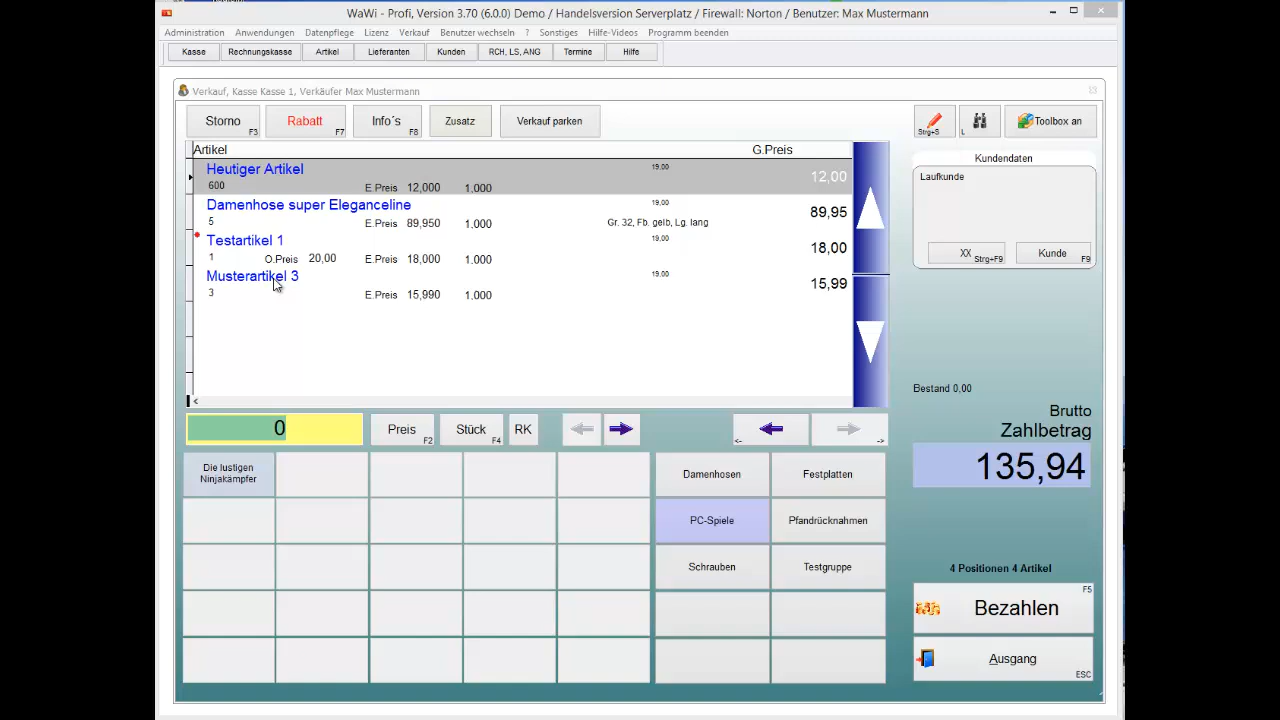 WaWi - Profi, Version 3.70 (6.0.0) Demo / Handelsversion Serverplatz / Firewall: Norton / Benutzer: Max Mustermann
Administration Anwendungen Datenpflege Lizenz Verkauf Benutzer wechseln ? Sonstiges Hilfe-Videos Programm beenden
Kasse Rechnungskasse Artikel Lieferanten Kunden RCH, LS, ANG Termine Hilfe
Verkauf, Kasse Kasse 1, Verkäufer Max Mustermann
Storno F3 Rabatt F7 Info´s F8 Zusatz Verkauf parken Strg+S L Toolbox an
Artikel G.Preis
Heutiger Artikel 19,00
600 E.Preis 12,000 1.000 12,00
Damenhose super Eleganceline 19,00
5 E.Preis 89,950 1.000 Gr. 32, Fb. gelb, Lg. lang 89,95
Testartikel 1 19,00
1 O.Preis 20,00 E.Preis 18,000 1.000 18,00
Musterartikel 3 19,00
3 E.Preis 15,990 1.000 15,99
Kundendaten
Laufkunde
XX Strg+F9 Kunde F9
Bestand 0,00
Brutto
Zahlbetrag
135,94
0 Preis F2 Stück F4 RK <- ->
Die lustigen
Ninjakämpfer
Damenhosen Festplatten
PC-Spiele Pfandrücknahmen
Schrauben Testgruppe
4 Positionen 4 Artikel
Bezahlen F5
Ausgang ESC